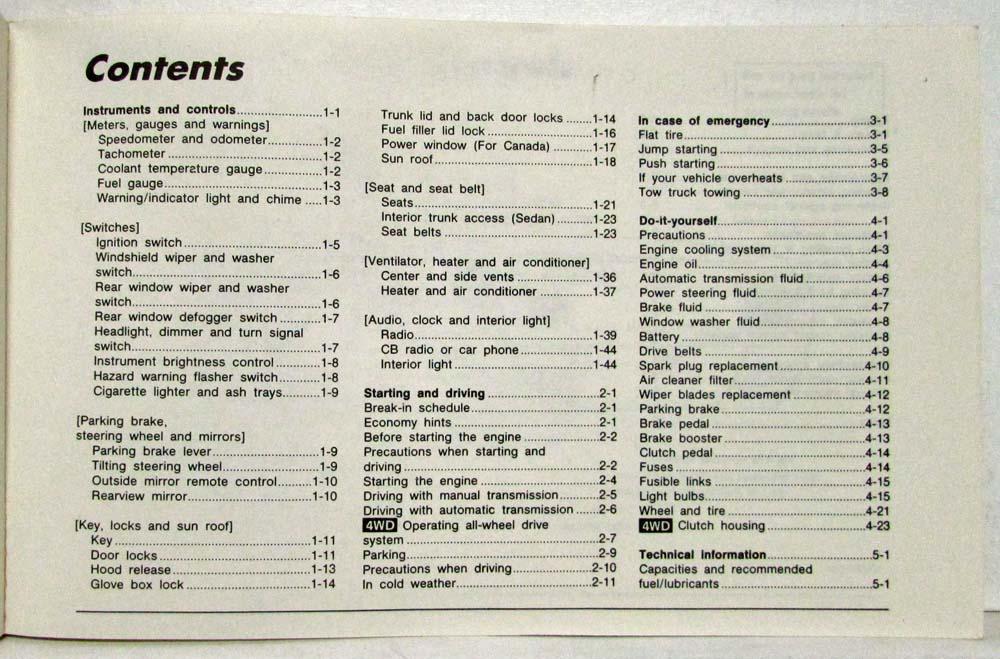 Contents
Instruments and controls........................1-1
[Meters, gauges and warnings]
Speedometer and odometer...............1-2
Tachometer ..........................................1-2
Coolant temperature gauge................1-2
Fuel gauge...........................................1-3
Warning/indicator light and chime .....1-3
[Switches]
Ignition switch.....................................1-5
Windshield wiper and washer
switch..................................................1-6
Rear window wiper and washer
switch..................................................1-6
Rear window defogger switch ...........1-7
Headlight, dimmer and turn signal
switch..................................................1-7
Instrument brightness control ............1-8
Hazard warning flasher switch...........1-8
Cigarette lighter and ash trays..........1-9
[Parking brake,
steering wheel and mirrors]
Parking brake lever.............................1-9
Tilting steering wheel..........................1-9
Outside mirror remote control..........1-10
Rearview mirror.................................1-10
[Key, locks and sun roof]
Key.....................................................1-11
Door locks..........................................1-11
Hood release......................................1-13
Glove box lock ..................................1-14
Trunk lid and back door locks .......1-14
Fuel filler lid lock .............................1-16
Power window (For Canada) ..........1-17
Sun roof............................................1-18
[Seat and seat belt]
Seats..................................................1-21
Interior trunk access (Sedan)..........1-23
Seat belts .........................................1-23
[Ventilator, heater and air conditioner]
Center and side vents .....................1-36
Heater and air conditioner ..............1-37
[Audio, clock and interior light]
Radio..................................................1-39
CB radio or car phone....................1-44
Interior light ......................................1-44
Starting and driving ..............................2-1
Break-in schedule...................................2-1
Economy hints ........................................2-1
Before starting the engine ....................2-2
Precautions when starting and
driving......................................................2-2
Starting the engine ................................2-4
Driving with manual transmission..........2-5
Driving with automatic transmission......2-6
4WD Operating all-wheel drive
system .....................................................2-7
Parking.....................................................2-9
Precautions when driving.....................2-10
In cold weather.....................................2-11
In case of emergency...........................3-1
Flat tire....................................................3-1
Jump starting ..........................................3-5
Push starting...........................................3-6
If your vehicle overheats .......................3-7
Tow truck towing ....................................3-8
Do-it-yourself..........................................4-1
Precautions .............................................4-1
Engine cooling system...........................4-3
Engine oil................................................4-4
Automatic transmission fluid..................4-6
Power steering fluid...............................4-7
Brake fluid ..............................................4-7
Window washer fluid..............................4-8
Battery.....................................................4-8
Drive belts ..............................................4-9
Spark plug replacement.......................4-10
Air cleaner filter....................................4-11
Wiper blades replacement...................4-12
Parking brake........................................4-12
Brake pedal ..........................................4-13
Brake booster .......................................4-13
Clutch pedal .........................................4-14
Fuses.....................................................4-14
Fusible links ..........................................4-15
Light bulbs............................................4-15
Wheel and tire ......................................4-21
4WD Clutch housing..........................4-23
Technical information............................5-1
Capacities and recommended
fuel/lubricants..........................................5-1